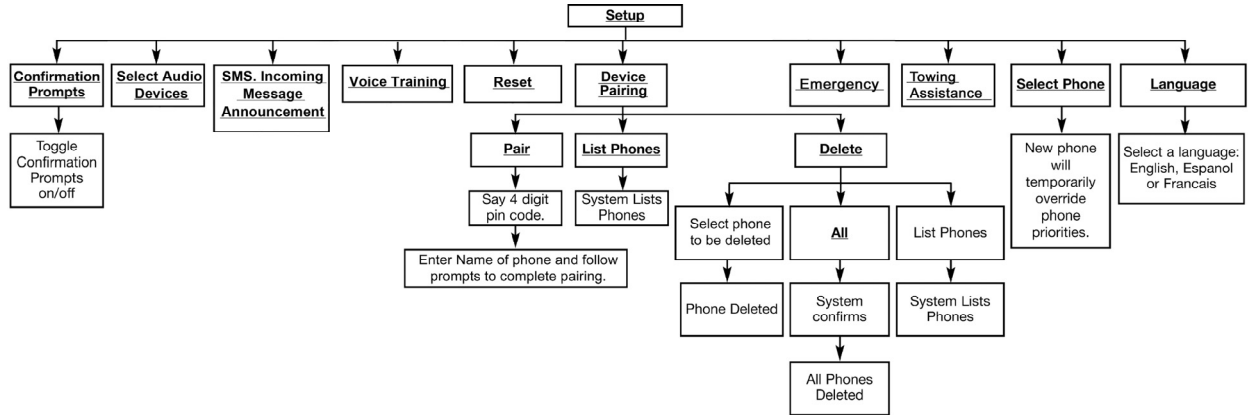 Setup
Confirmation
Prompts
Select Audio
Devices
SMS. Incoming
Message
Announcement
Voice Training
Reset
Device
Pairing
Emergency
Towing
Assistance
Select Phone
Language
Toggle
Confirmation
Prompts
on/off
Pair
List Phones
Delete
New phone
will
temporarily
override
phone
priorities.
Select a language:
English, Espanol
or Francais
Say 4 digit
pin code.
System Lists
Phones
Enter Name of phone and follow
prompts to complete pairing.
Select phone
to be deleted
All
List Phones
Phone Deleted
System
confirms
System Lists
Phones
All Phones
Deleted